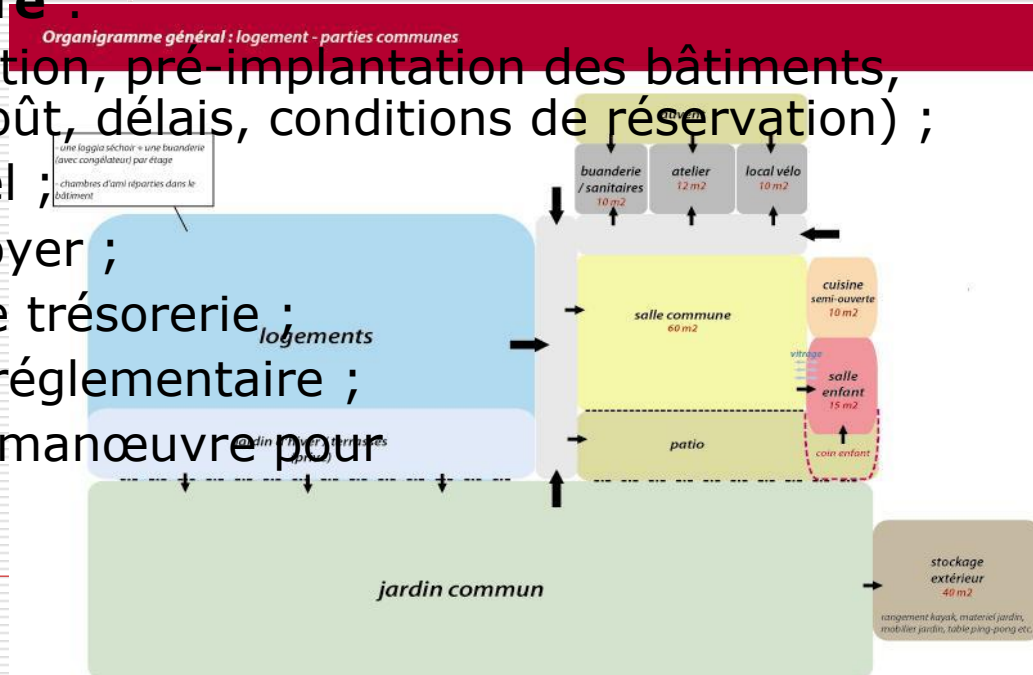 Organigramme général : logement - parties communes
tion, pré-implantation des bâtiments,
oût, délais, conditions de réservation) ;
el ;
oyer ;
e trésorerie ;
réglementaire ;
manœuvre pour
- une loggia séchoir + une buanderie
(avec congélateur) par étage
- chambres d'ami réparties dans le
bâtiment
buanderie
/ sanitaires
10 m2
atelier
12 m2
local vélo
10 m2
logements
salle commune
60 m2
cuisine
semi-ouverte
10 m2
vitrage
salle
enfant
15 m2
jardin d'hiver / terrasses
(privé)
patio
coin enfant
jardin commun
stockage
extérieur
40 m2
rangement kayak, materiel jardin,
mobilier jardin, table ping-pong etc.